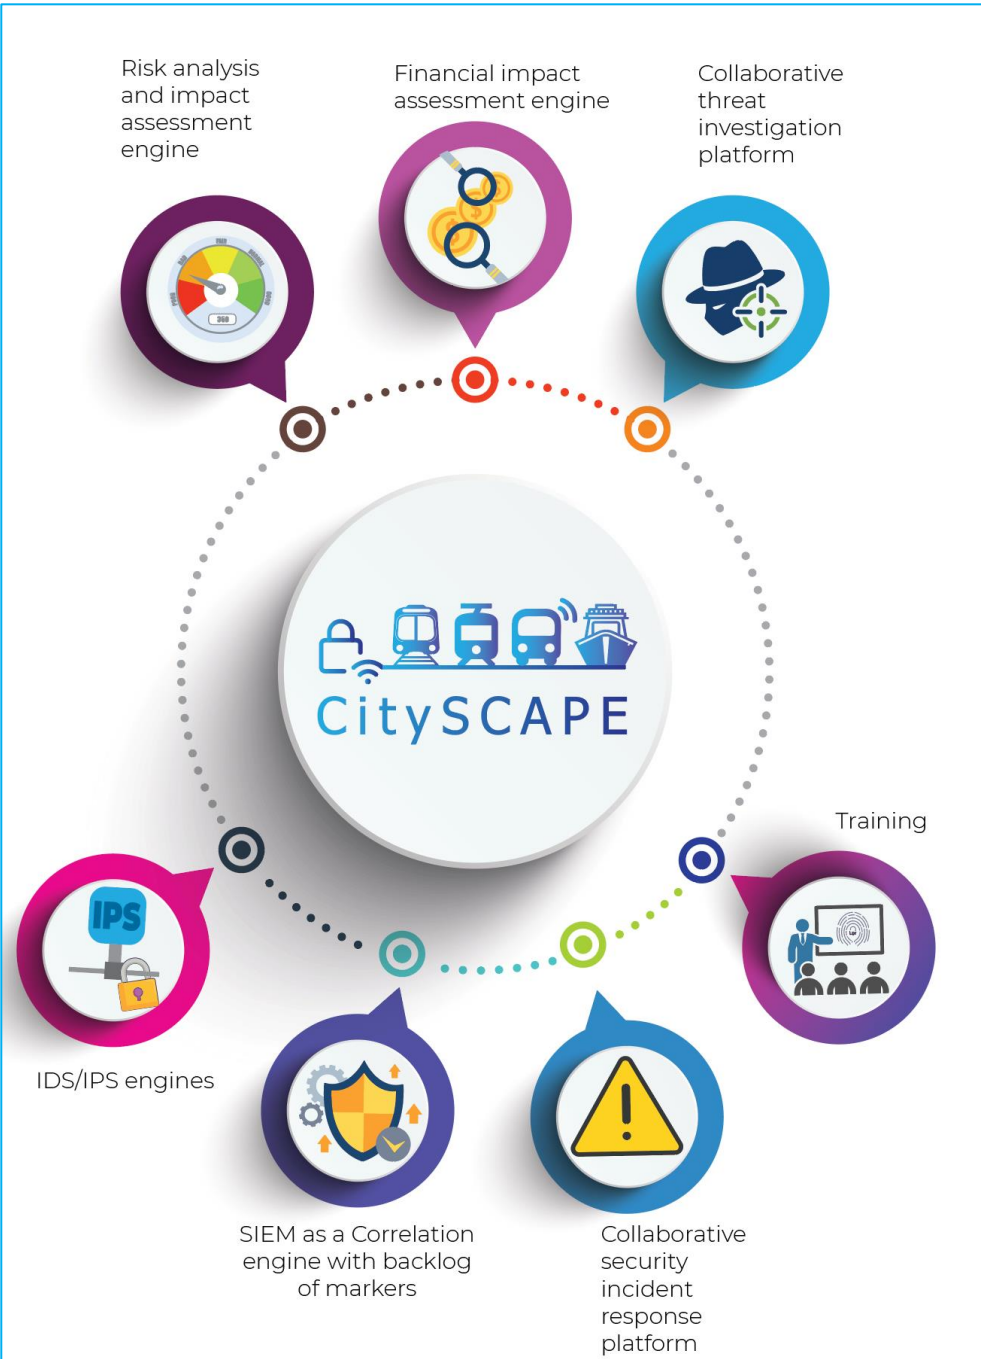 Risk analysis
and impact
assessment
engine
Financial impact
assessment engine
Collaborative
threat
investigation
platform
CitySCAPE
Training
IPS
IDS/IPS engines
SIEM as a Correlation
engine with backlog
of markers
Collaborative
security
incident
response
platform